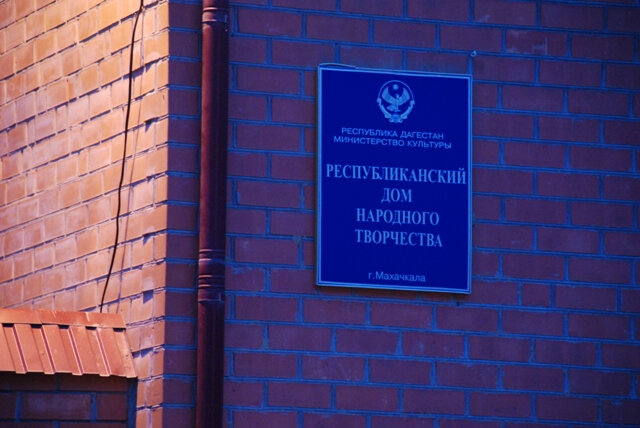 РЕСПУБЛИКА ДАГЕСТАН
МИНИСТЕРСТВО КУЛЬТУРЫ
РЕСПУБЛИКАНСКИЙ
ДОМ
НАРОДНОГО
ТВОРЧЕСТВА
г.Махачкала